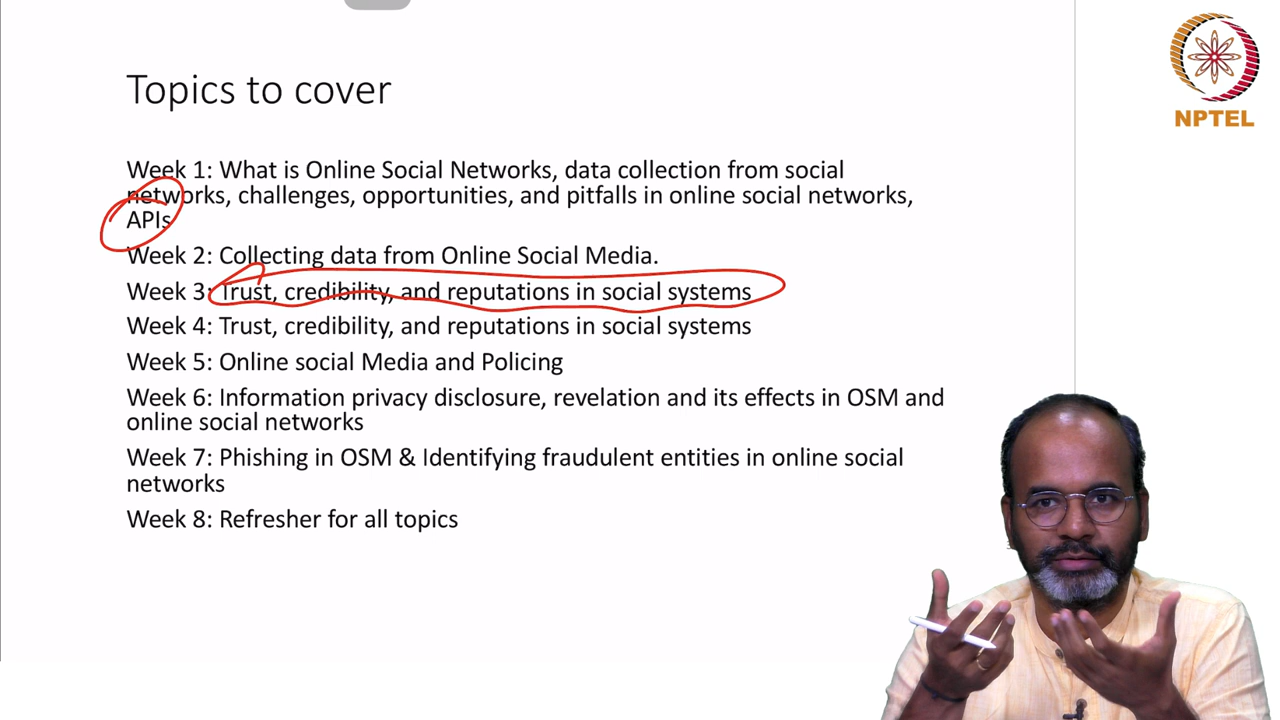 Topics to cover
NPTEL
Week 1: What is Online Social Networks, data collection from social
networks, challenges, opportunities, and pitfalls in online social networks,
APIs
Week 2: Collecting data from Online Social Media.
Week 3: Trust, credibility, and reputations in social systems
Week 4: Trust, credibility, and reputations in social systems
Week 5: Online social Media and Policing
Week 6: Information privacy disclosure, revelation and its effects in OSM and
online social networks
Week 7: Phishing in OSM & Identifying fraudulent entities in online social
networks
Week 8: Refresher for all topics